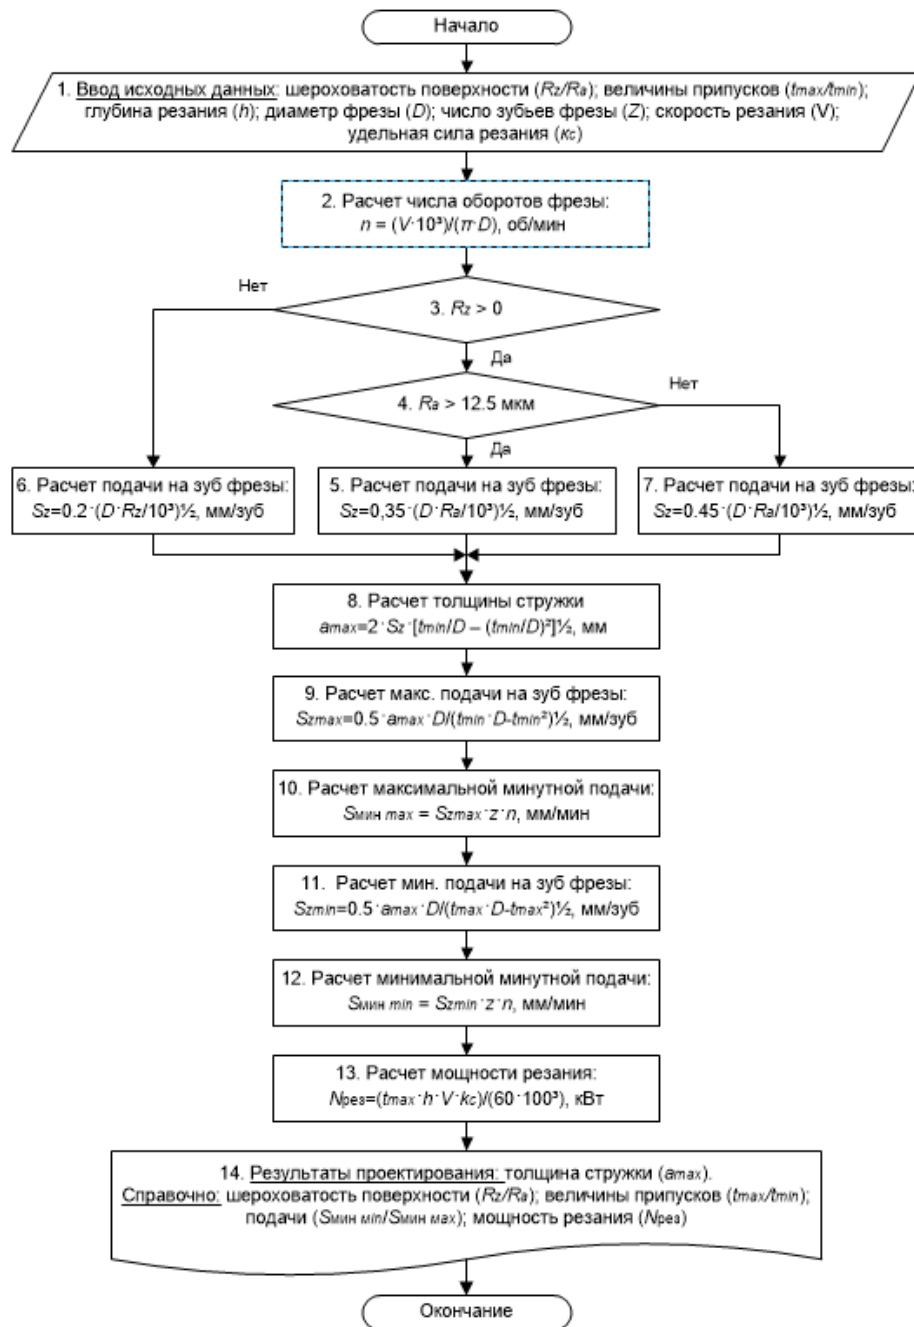 Начало
1. Ввод исходных данных: шероховатость поверхности (Rz/Ra); величины припусков (tmax/tmin);
глубина резания (h); диаметр фрезы (D); число зубьев фрезы (Z); скорость резания (V);
удельная сила резания (кc)
2. Расчет числа оборотов фрезы:
n = (V·10³)/(π·D), об/мин
Нет
3. Rz > 0
Да
Нет
4. Ra > 12.5 мкм
Да
6. Расчет подачи на зуб фрезы:
Sz=0.2·(D·Rz/10³)½, мм/зуб
5. Расчет подачи на зуб фрезы:
Sz=0,35·(D·Ra/10³)½, мм/зуб
7. Расчет подачи на зуб фрезы:
Sz=0.45·(D·Ra/10³)½, мм/зуб
8. Расчет толщины стружки
amax=2·Sz·[tmin/D – (tmin/D)²]½, мм
9. Расчет макс. подачи на зуб фрезы:
Szmax=0.5·amax·D/(tmin·D-tmin²)½, мм/зуб
10. Расчет максимальной минутной подачи:
Sмин max = Szmax·z·n, мм/мин
11. Расчет мин. подачи на зуб фрезы:
Szmin=0.5·amax·D/(tmax·D-tmax²)½, мм/зуб
12. Расчет минимальной минутной подачи:
Sмин min = Szmin·z·n, мм/мин
13. Расчет мощности резания:
Nрез=(tmax·h·V·kc)/(60·100³), кВт
14. Результаты проектирования: толщина стружки (amax).
Справочно: шероховатость поверхности (Rz/Ra); величины припусков (tmax/tmin);
подачи (Sмин min/Sмин max); мощность резания (Nрез)
Окончание